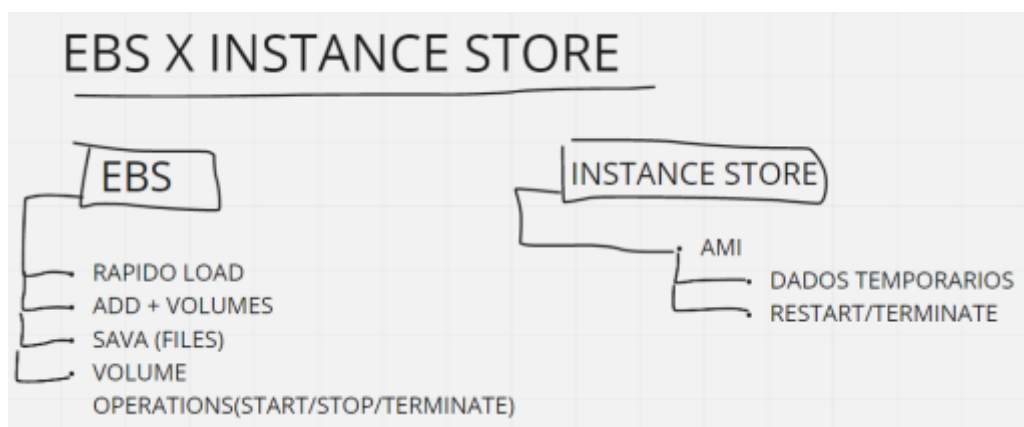 EBS X INSTANCE STORE
EBS
RAPIDO LOAD
ADD + VOLUMES
SAVA (FILES)
VOLUME
OPERATIONS(START/STOP/TERMINATE)
INSTANCE STORE
AMI
DADOS TEMPORARIOS
RESTART/TERMINATE